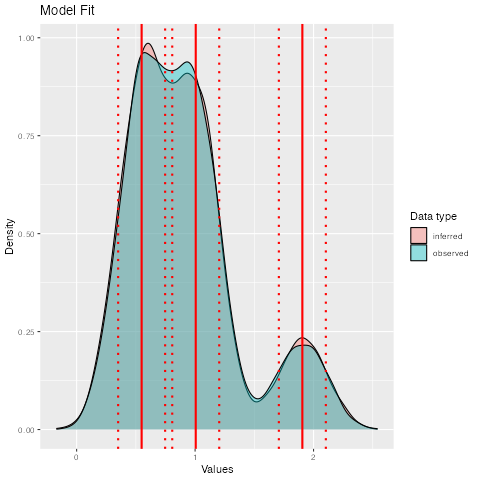 Model Fit
1.00
0.75
0.50
0.25
0.00
Density
0
1
2
Values
Data type
inferred
observed